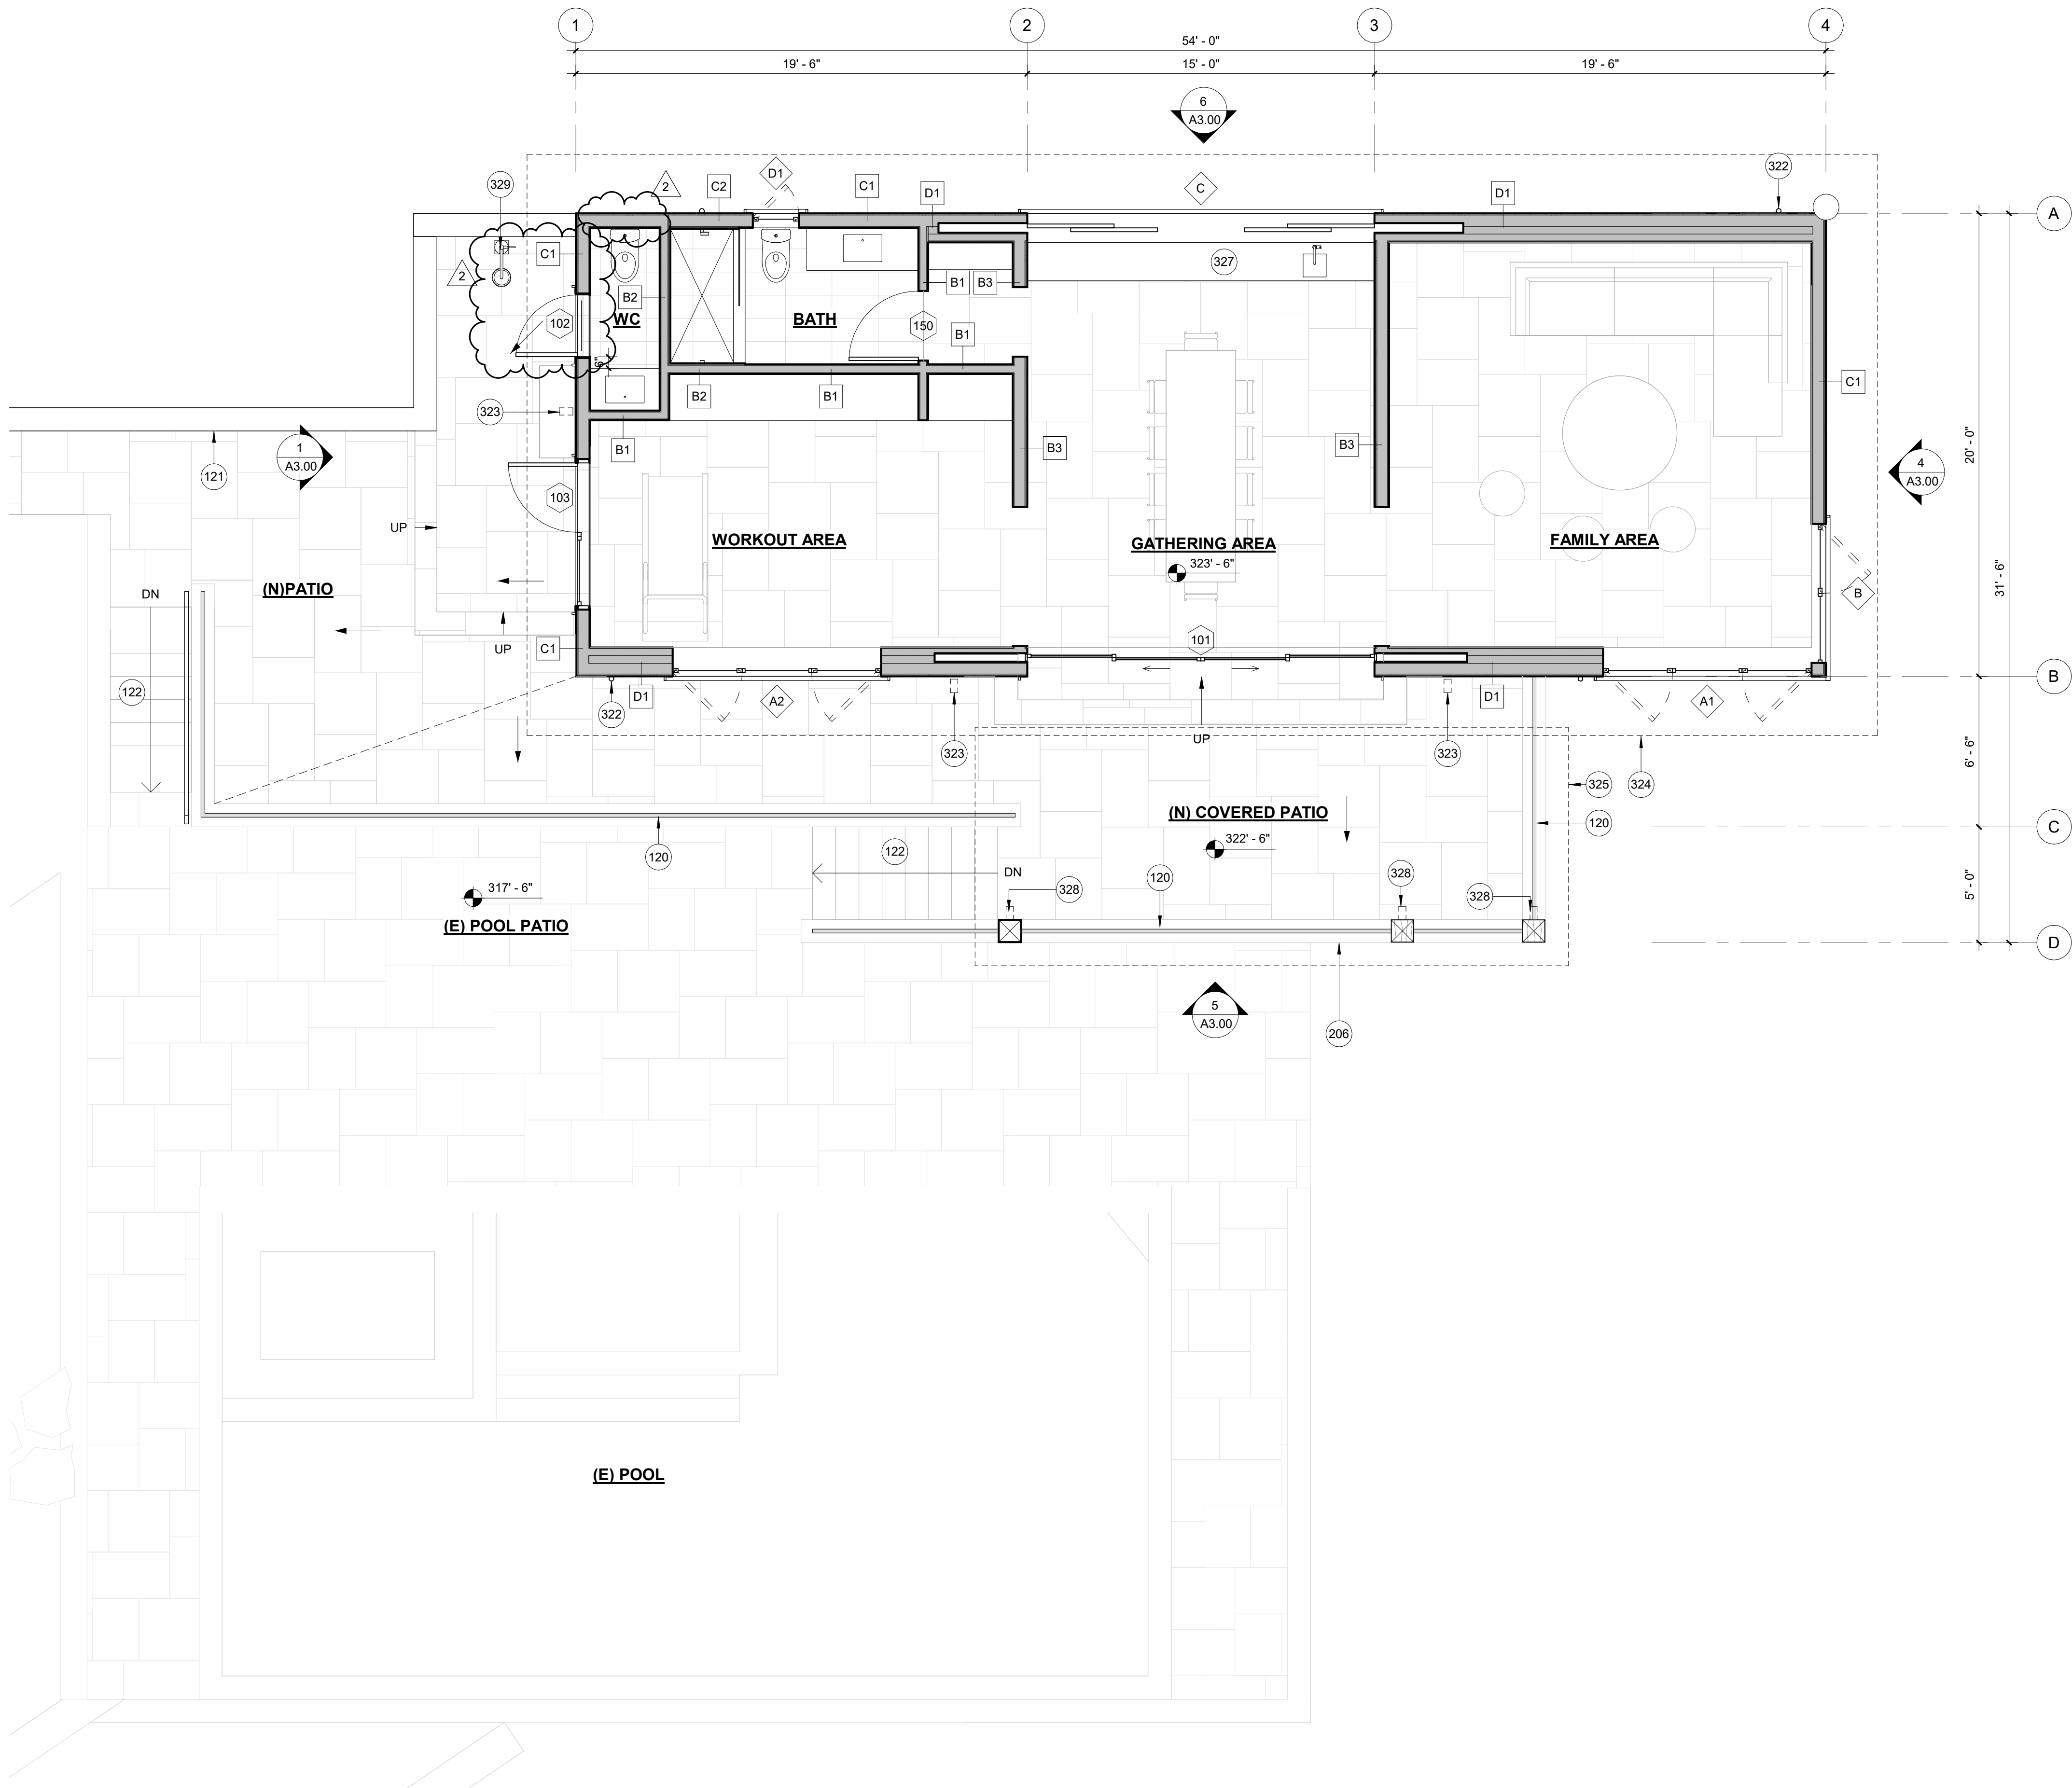 1
2
3
4
54' - 0"
19' - 6"
15' - 0"
19' - 6"
6
A3.00
329
2
C2
D1
C1
D1
C
D1
322
A
2
C1
B2
WC
BATH
B1
B3
327
102
150
B1
323
B2
B1
B1
B3
B3
C1
1
A3.00
121
103
UP
4
A3.00
20' - 0"
31' - 6"
WORKOUT AREA
GATHERING AREA
323' - 6"
FAMILY AREA
DN
(N)PATIO
B
UP
C1
101
122
322
D1
A2
D1
A1
B
323
UP
323
6' - 6"
325
324
(N) COVERED PATIO
322' - 6"
120
C
120
122
DN
328
120
328
328
5' - 0"
317' - 6"
(E) POOL PATIO
D
5
A3.00
206
(E) POOL